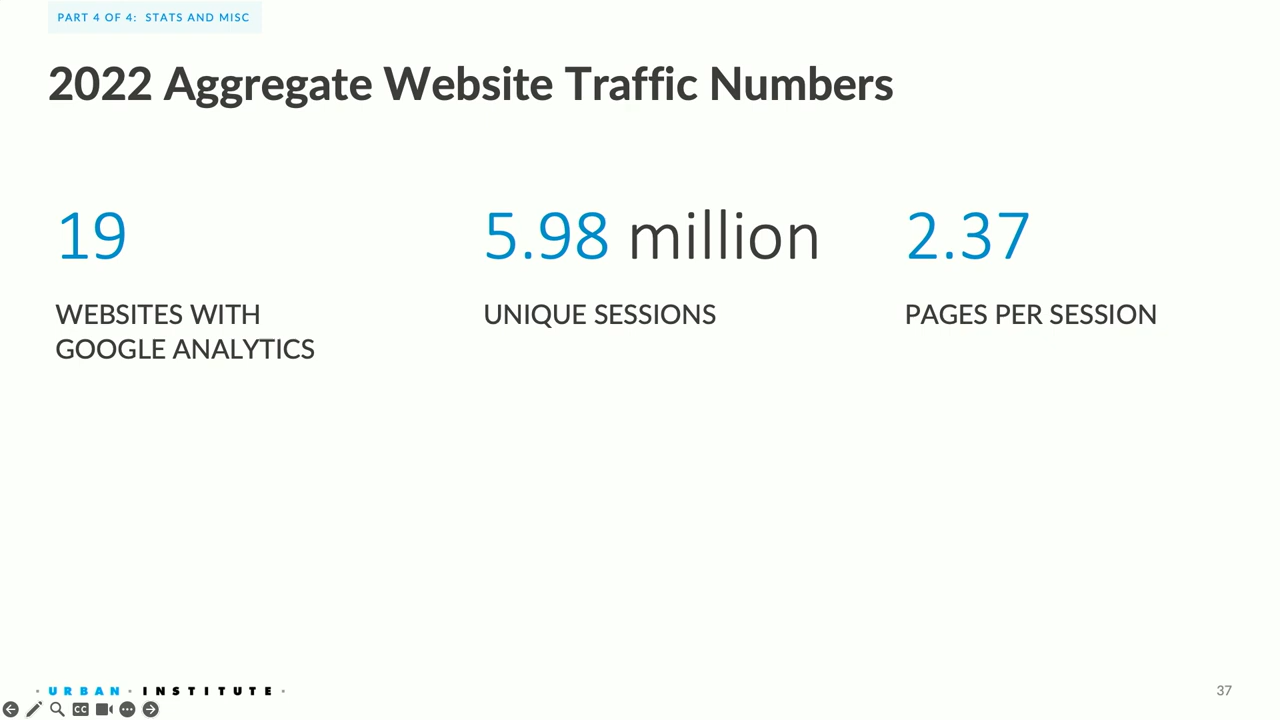 PART 4 OF 4: STATS AND MISC
2022 Aggregate Website Traffic Numbers
19
WEBSITES WITH
GOOGLE ANALYTICS
5.98 million
UNIQUE SESSIONS
2.37
PAGES PER SESSION
· URBAN · INSTITUTE ·
37
CC